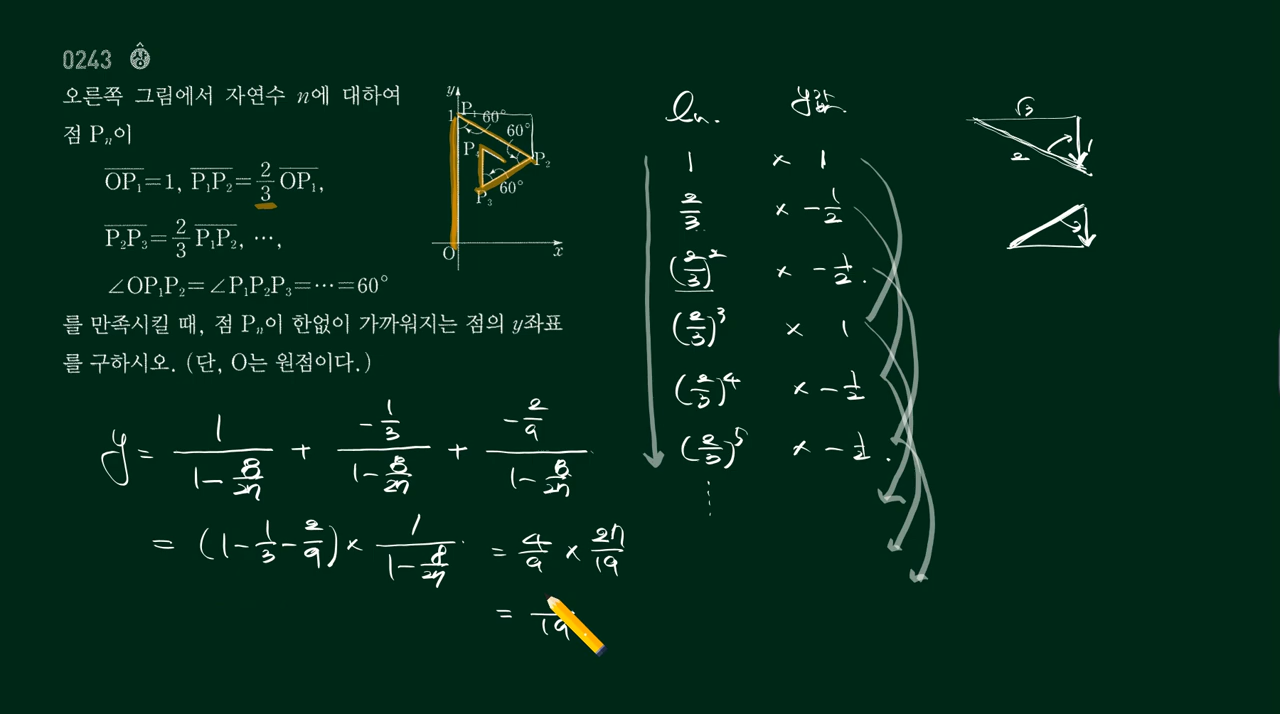 0243 상
오른쪽 그림에서 자연수 n에 대하여
점 Pₙ이
OP₁=1, P₁P₂=2/3 OP₁,
P₂P₃=2/3 P₁P₂, ⋯,
∠OP₁P₂=∠P₁P₂P₃=⋯=60°
를 만족시킬 때, 점 Pₙ이 한없이 가까워지는 점의 y좌표
를 구하시오. (단, O는 원점이다.)
y
1 P₁ 60°
60°
P₄ P₂
60°
P₃
O x
y = 1/(1-8/27) + (-1/3)/(1-8/27) + (-2/9)/(1-8/27)
= (1-1/3-2/9) × 1/(1-8/27) = 4/9 × 27/19
= /19
lₙ. y값.
1 × 1
2/3 × -1/2
(2/3)² × -1/2.
(2/3)³ × 1
(2/3)⁴ × -1/2
(2/3)⁵ × -1/2.
⋮
√3
2 1